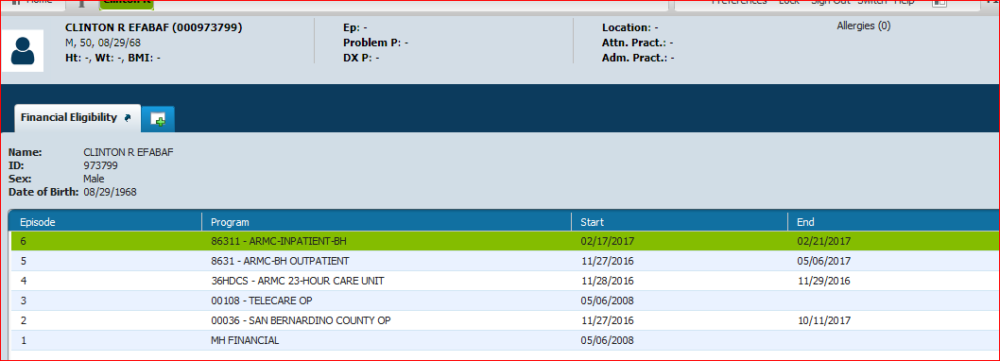 Home Clinton R Preferences Lock Sign Out Switch Help
CLINTON R EFABAF (000973799) Ep: - Location: - Allergies (0)
M, 50, 08/29/68 Problem P: - Attn. Pract.: -
Ht: -, Wt: -, BMI: - DX P: - Adm. Pract.: -
Financial Eligibility
Name: CLINTON R EFABAF
ID: 973799
Sex: Male
Date of Birth: 08/29/1968
Episode Program Start End
6 86311 - ARMC-INPATIENT-BH 02/17/2017 02/21/2017
5 8631 - ARMC-BH OUTPATIENT 11/27/2016 05/06/2017
4 36HDCS - ARMC 23-HOUR CARE UNIT 11/28/2016 11/29/2016
3 00108 - TELECARE OP 05/06/2008
2 00036 - SAN BERNARDINO COUNTY OP 11/27/2016 10/11/2017
1 MH FINANCIAL 05/06/2008